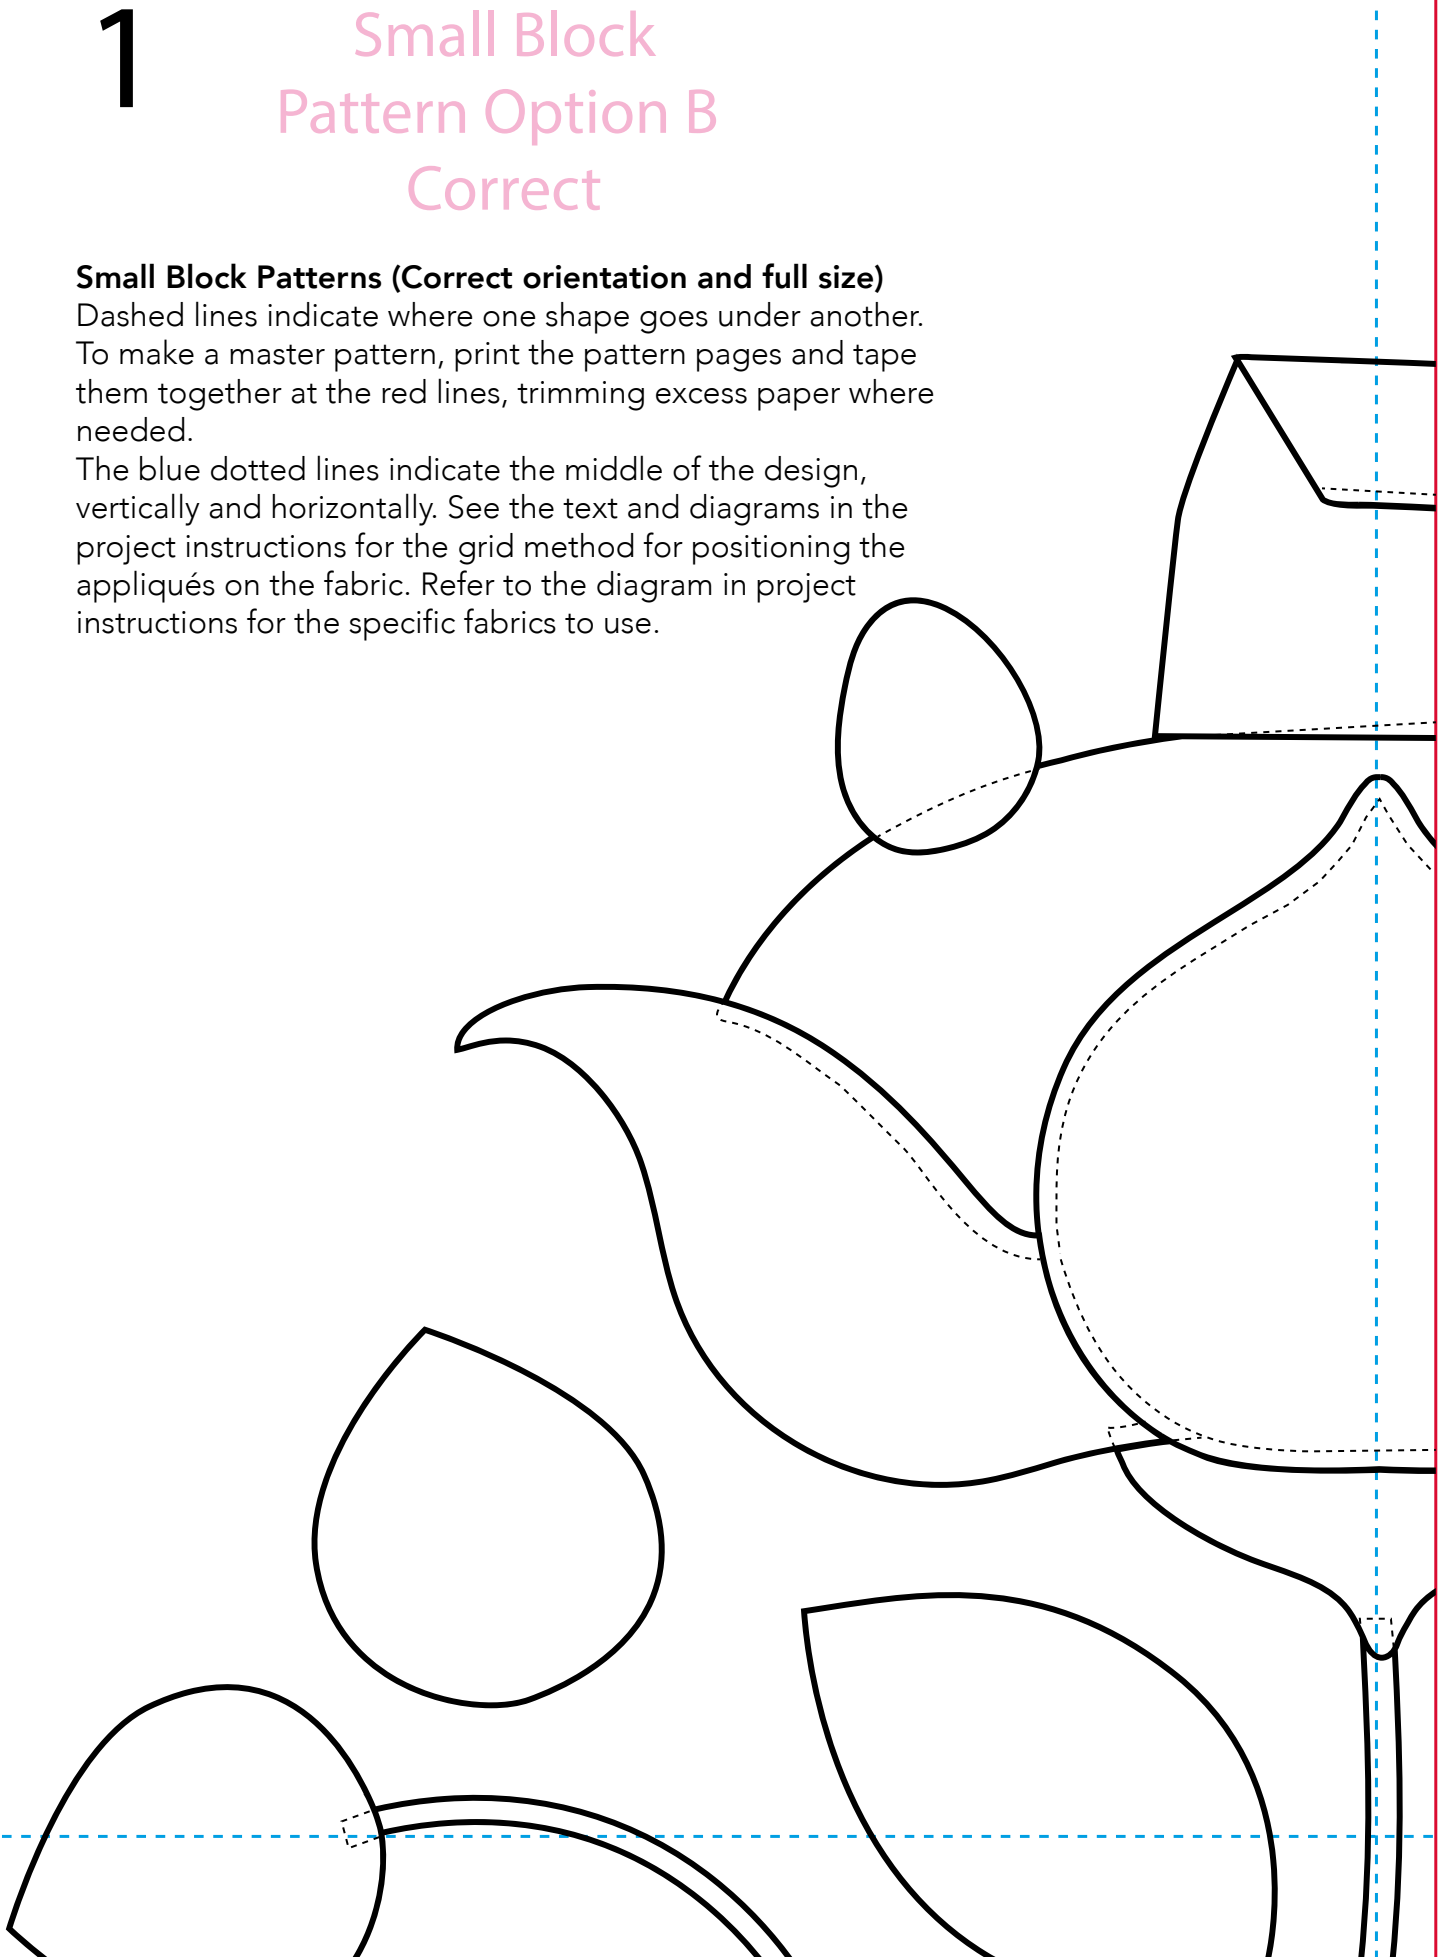 1
Small Block
Pattern Option B
Correct
Small Block Patterns (Correct orientation and full size)
Dashed lines indicate where one shape goes under another.
To make a master pattern, print the pattern pages and tape
them together at the red lines, trimming excess paper where
needed.
The blue dotted lines indicate the middle of the design,
vertically and horizontally. See the text and diagrams in the
project instructions for the grid method for positioning the
appliqués on the fabric. Refer to the diagram in project
instructions for the specific fabrics to use.